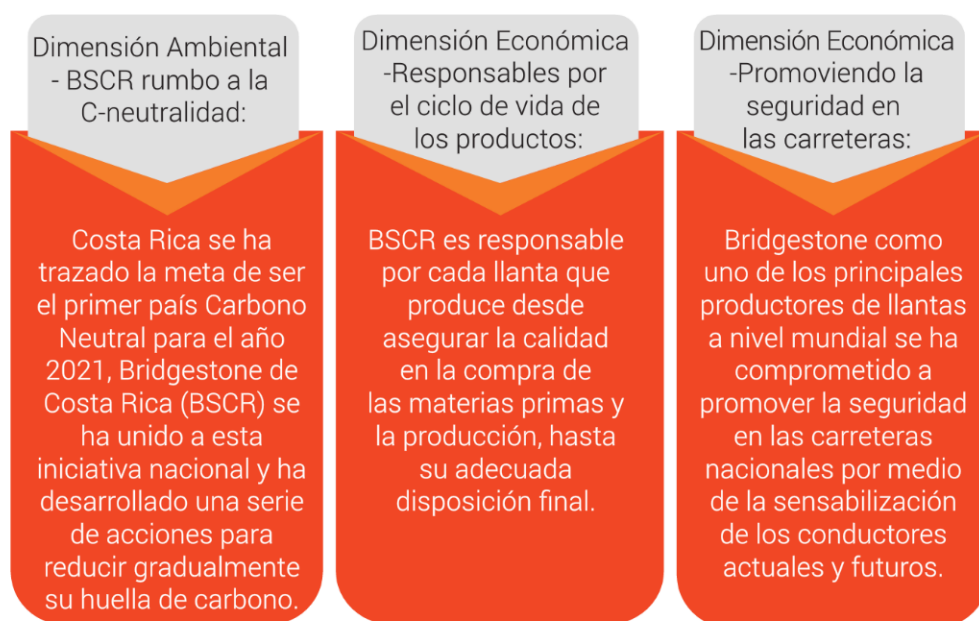 Dimensión Ambiental
- BSCR rumbo a la
C-neutralidad:
Costa Rica se ha
trazado la meta de ser
el primer país Carbono
Neutral para el año
2021, Bridgestone de
Costa Rica (BSCR) se
ha unido a esta
iniciativa nacional y ha
desarrollado una serie
de acciones para
reducir gradualmente
su huella de carbono.
Dimensión Económica
-Responsables por
el ciclo de vida de
los productos:
BSCR es responsable
por cada llanta que
produce desde
asegurar la calidad
en la compra de
las materias primas y
la producción, hasta
su adecuada
disposición final.
Dimensión Económica
-Promoviendo la
seguridad en
las carreteras:
Bridgestone como
uno de los principales
productores de llantas
a nivel mundial se ha
comprometido a
promover la seguridad
en las carreteras
nacionales por medio
de la sensabilización
de los conductores
actuales y futuros.